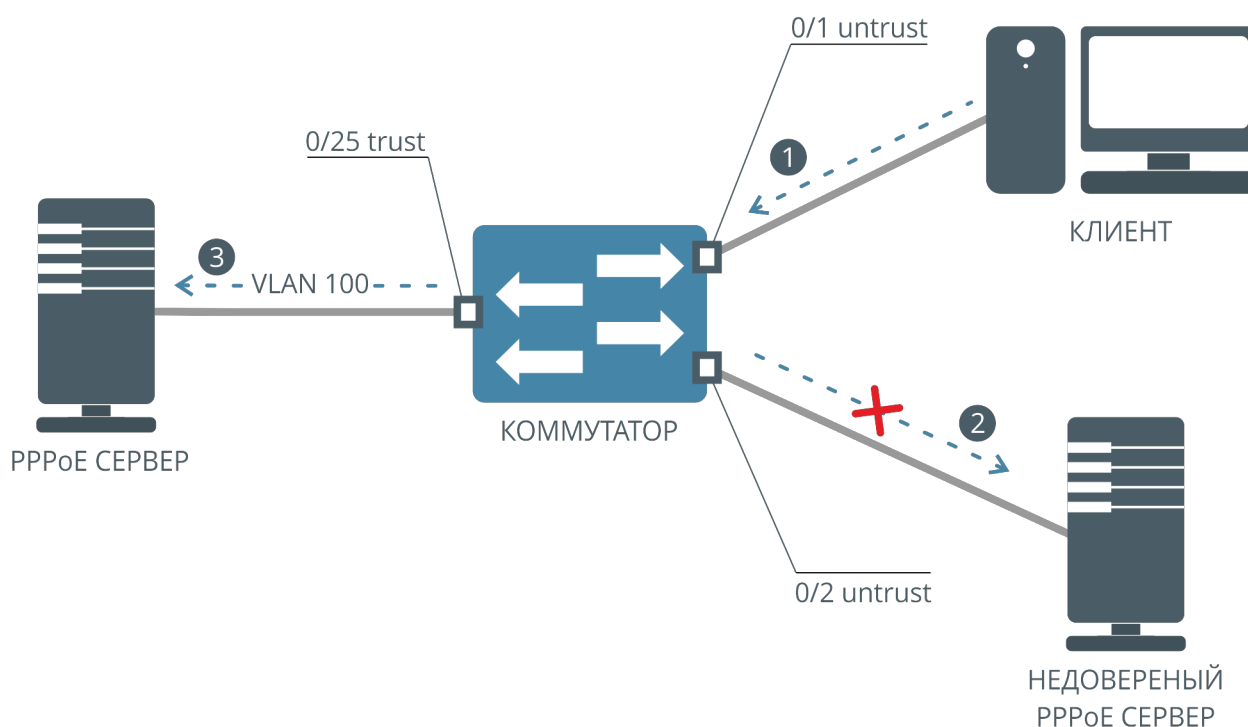 0/1 untrust
0/25 trust
1
КЛИЕНТ
3
VLAN 100
КОММУТАТОР
2
PPPoE СЕРВЕР
0/2 untrust
НЕДОВЕРЕНЫЙ
PPPoE СЕРВЕР